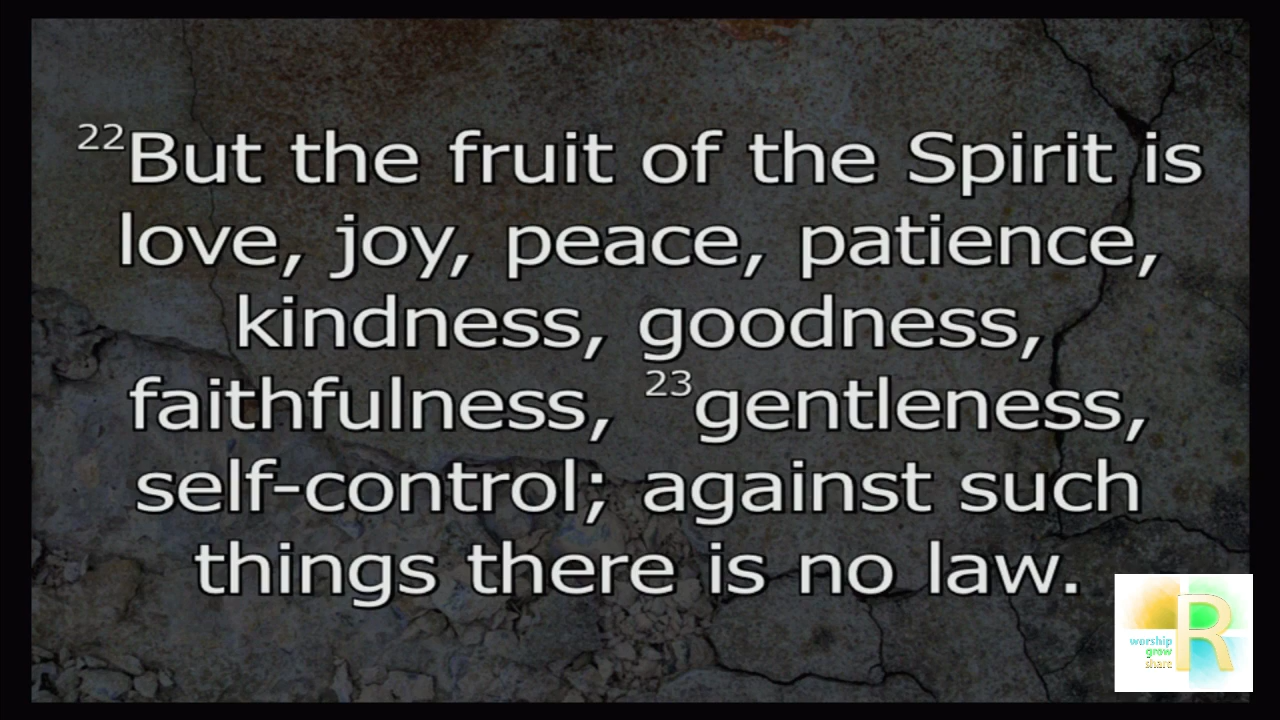 ²²But the fruit of the Spirit is
love, joy, peace, patience,
kindness, goodness,
faithfulness, ²³gentleness,
self-control; against such
things there is no law.
R
worship
grow
share